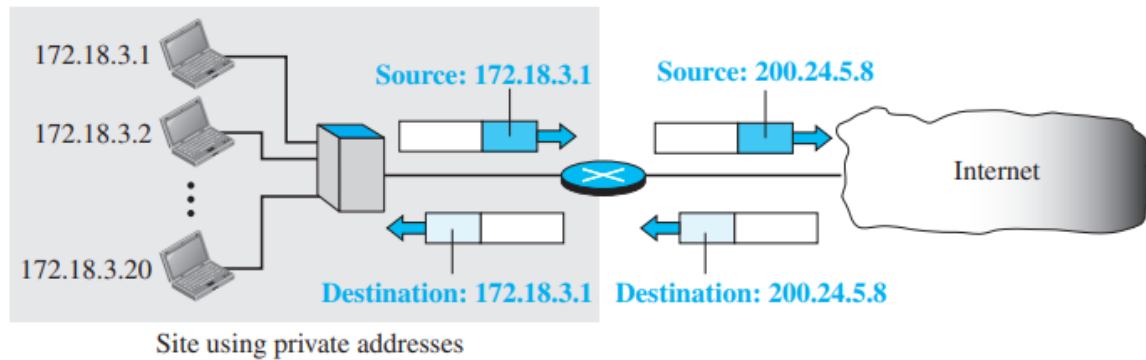 172.18.3.1
Source: 172.18.3.1
Source: 200.24.5.8
172.18.3.2
Internet
172.18.3.20
Destination: 172.18.3.1
Destination: 200.24.5.8
Site using private addresses